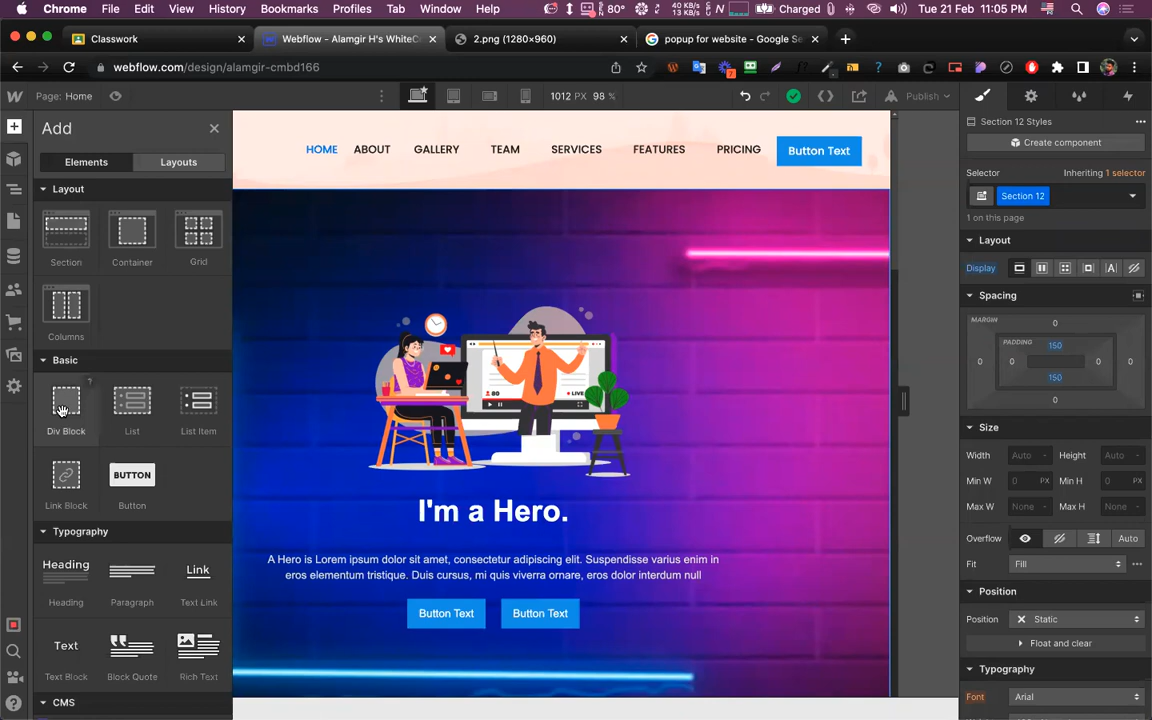 Chrome File Edit View History Bookmarks Profiles Tab Window Help
40 KB/s
13 KB/s
80° Charged Tue 21 Feb 11:05 PM
Classwork
Webflow - Alamgir H's WhiteC
2.png (1280×960)
popup for website - Google Se
webflow.com/design/alamgir-cmbd166
7
Page: Home
1012 PX 98 %
Publish
Add
Elements Layouts
Layout
Section Container Grid
Columns
Basic
?
Div Block List List Item
BUTTON
Link Block Button
Typography
Heading
Link
Heading Paragraph Text Link
Text
Text Block Block Quote Rich Text
CMS
HOME ABOUT GALLERY TEAM SERVICES FEATURES PRICING Button Text
80 LIVE
I'm a Hero.
A Hero is Lorem ipsum dolor sit amet, consectetur adipiscing elit. Suspendisse varius enim in
eros elementum tristique. Duis cursus, mi quis viverra ornare, eros dolor interdum null
Button Text Button Text
Section 12 Styles
Create component
Selector Inheriting 1 selector
Section 12
1 on this page
Layout
Display
Spacing
MARGIN 0
PADDING 150
0 0 0 0
150
0
Size
Width Auto - Height Auto -
Min W 0 PX Min H 0 PX
Max W None - Max H None -
Overflow Auto
Fit Fill
Position
Position Static
Float and clear
Typography
Font Arial